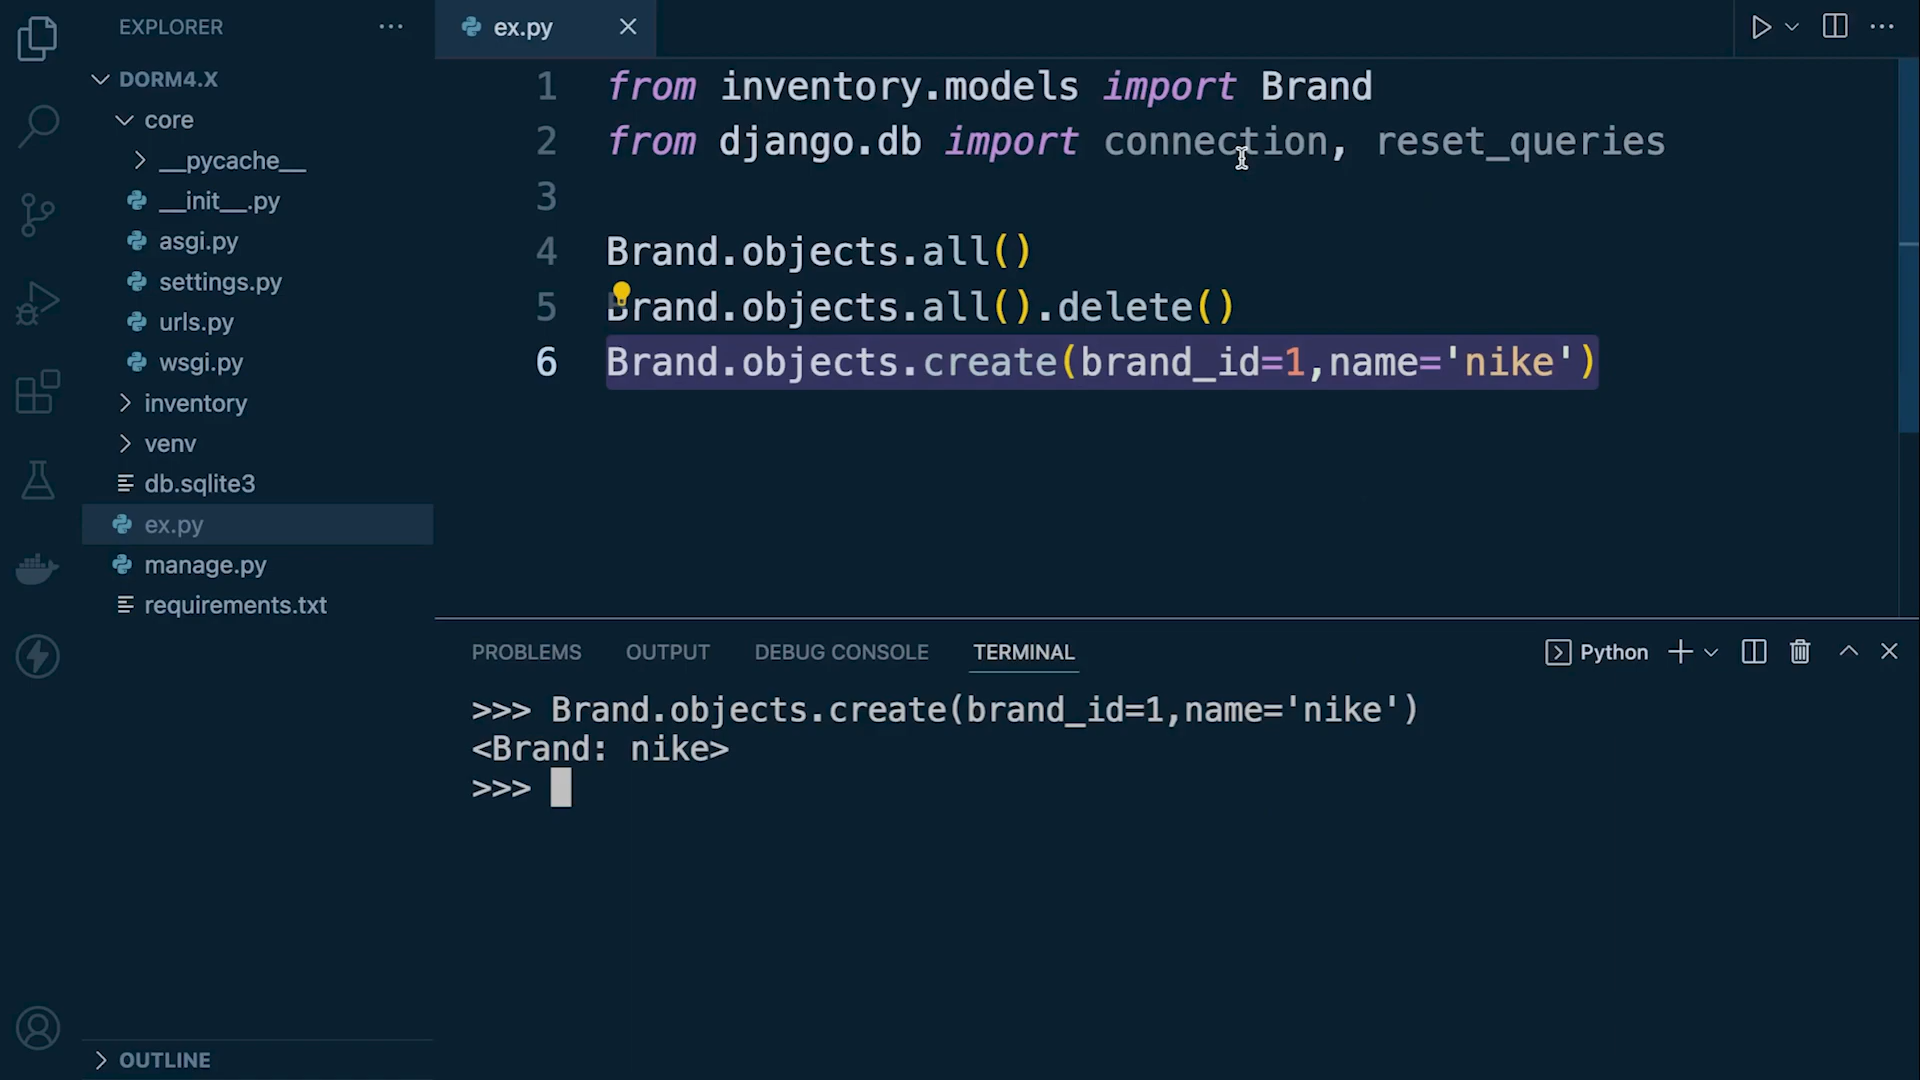 EXPLORER
DORM4.X
core
__pycache__
__init__.py
asgi.py
settings.py
urls.py
wsgi.py
inventory
venv
db.sqlite3
ex.py
manage.py
requirements.txt
OUTLINE
ex.py
1 from inventory.models import Brand
2 from django.db import connection, reset_queries
3
4 Brand.objects.all()
5 Brand.objects.all().delete()
6 Brand.objects.create(brand_id=1,name='nike')
PROBLEMS OUTPUT DEBUG CONSOLE TERMINAL Python
>>> Brand.objects.create(brand_id=1,name='nike')
<Brand: nike>
>>>